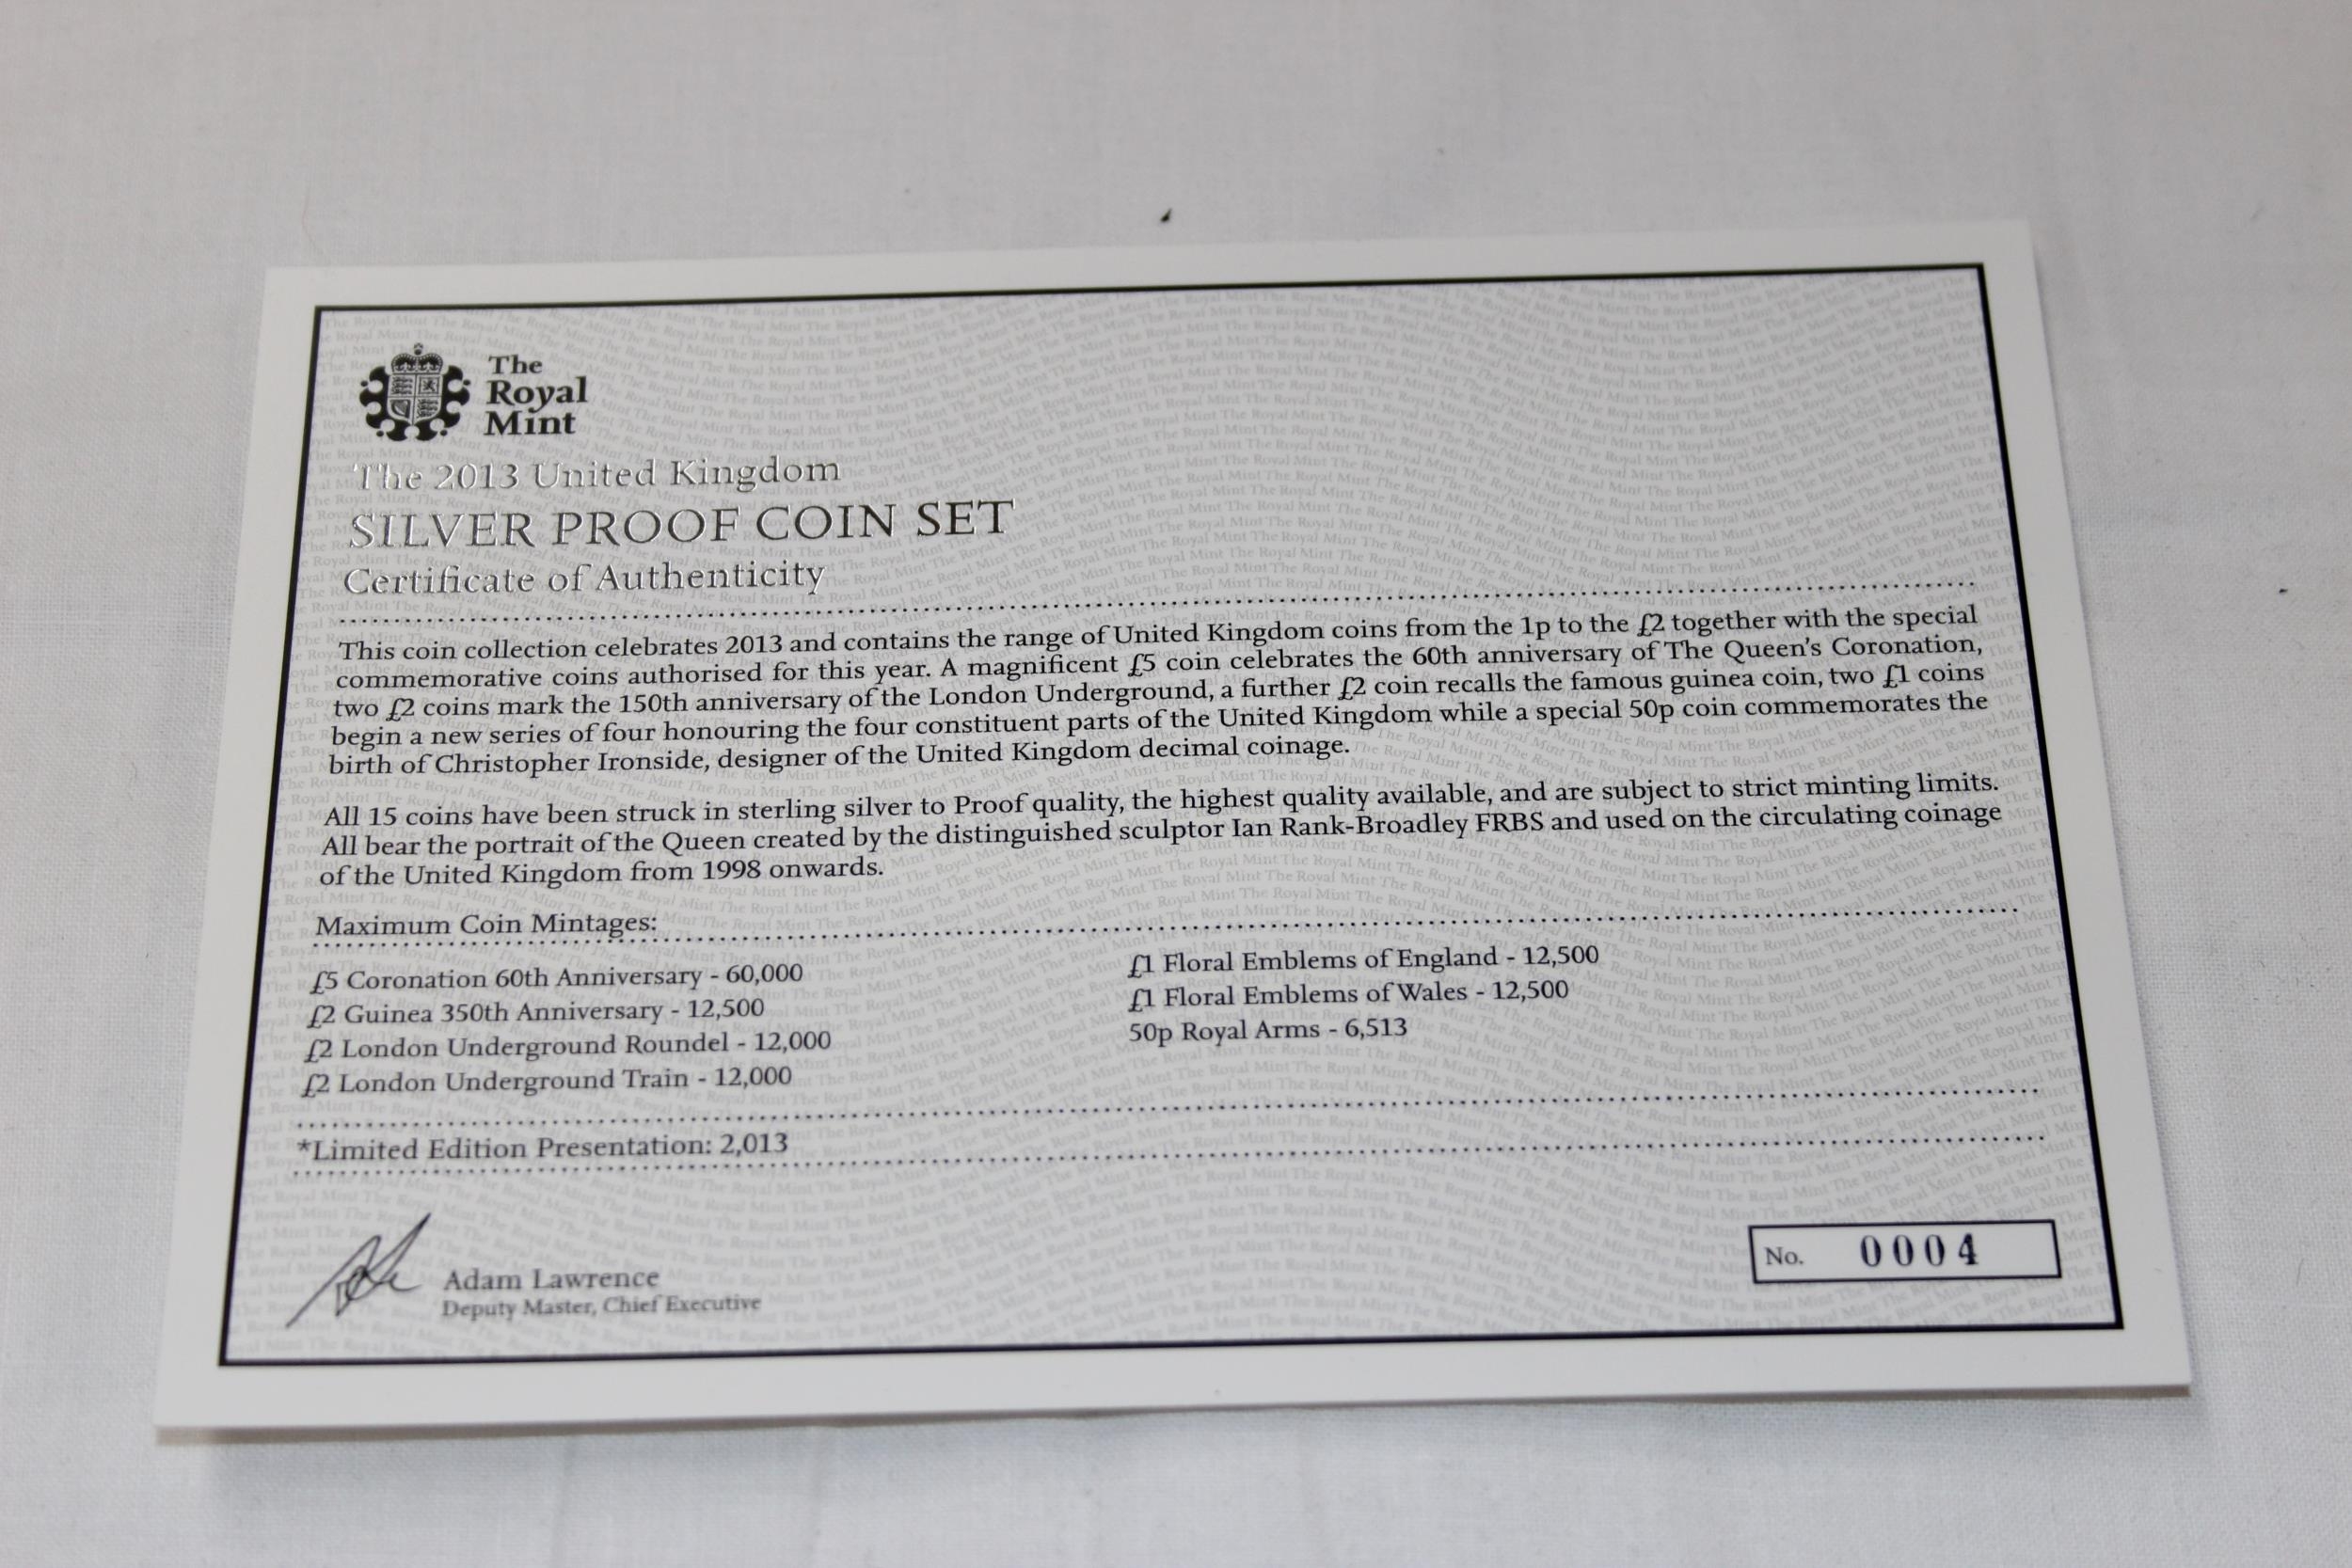 The
Royal
Mint
The 2013 United Kingdom
SILVER PROOF COIN SET
Certificate of Authenticity
This coin collection celebrates 2013 and contains the range of United Kingdom coins from the 1p to the £2 together with the special
commemorative coins authorised for this year. A magnificent £5 coin celebrates the 60th anniversary of The Queen's Coronation,
two £2 coins mark the 150th anniversary of the London Underground, a further £2 coin recalls the famous guinea coin, two £1 coins
begin a new series of four honouring the four constituent parts of the United Kingdom while a special 50p coin commemorates the
birth of Christopher Ironside, designer of the United Kingdom decimal coinage.
All 15 coins have been struck in sterling silver to Proof quality, the highest quality available, and are subject to strict minting limits.
All bear the portrait of the Queen created by the distinguished sculptor Ian Rank-Broadley FRBS and used on the circulating coinage
of the United Kingdom from 1998 onwards.
Maximum Coin Mintages:
£5 Coronation 60th Anniversary - 60,000
£2 Guinea 350th Anniversary - 12,500
£2 London Underground Roundel - 12,000
£2 London Underground Train - 12,000
£1 Floral Emblems of England - 12,500
£1 Floral Emblems of Wales - 12,500
50p Royal Arms - 6,513
*Limited Edition Presentation: 2,013
Adam Lawrence
Deputy Master, Chief Executive
No. 0004